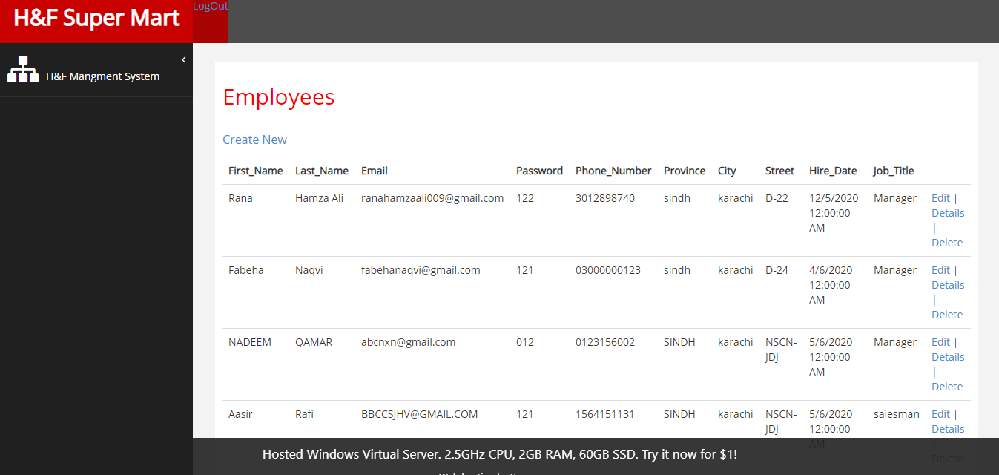 H&F Super Mart
LogOut
H&F Mangment System
Employees
Create New
First_Name Last_Name Email Password Phone_Number Province City Street Hire_Date Job_Title
Rana Hamza Ali ranahamzaali009@gmail.com 122 3012898740 sindh karachi D-22 12/5/2020 Manager Edit |
12:00:00 Details
AM |
Delete
Fabeha Naqvi fabehanaqvi@gmail.com 121 03000000123 sindh karachi D-24 4/6/2020 Manager Edit |
12:00:00 Details
AM |
Delete
NADEEM QAMAR abcnxn@gmail.com 012 0123156002 SINDH karachi NSCN- 5/6/2020 Manager Edit |
JDJ 12:00:00 Details
AM |
Delete
Aasir Rafi BBCCSJHV@GMAIL.COM 121 1564151131 SINDH karachi NSCN- 5/6/2020 salesman Edit |
JDJ 12:00:00 Details
AM |
Delete
Hosted Windows Virtual Server. 2.5GHz CPU, 2GB RAM, 60GB SSD. Try it now for $1!